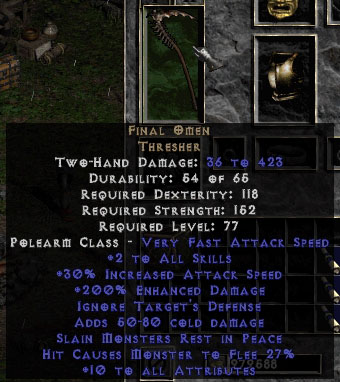 Final Omen
Thresher
Two-Hand Damage: 36 to 423
Durability: 54 of 65
Required Dexterity: 118
Required Strength: 152
Required Level: 77
Polearm Class - Very Fast Attack Speed
+2 to All Skills
+30% Increased Attack Speed
+200% Enhanced Damage
Ignore Target's Defense
Adds 50-80 cold damage
Slain Monsters Rest in Peace
Hit Causes Monster to Flee 27%
+10 to all Attributes